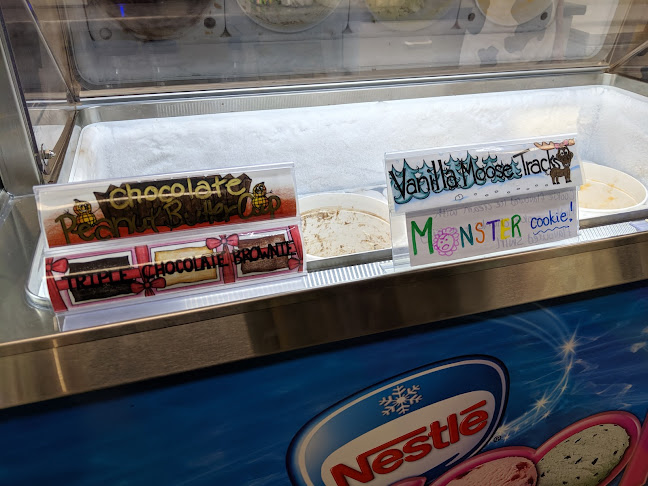 Chocolate
Peanut Butter Cup
TRIPLE CHOCOLATE BROWNIE
Vanilla Moose Tracks
MONSTER cookie!
Nestlé